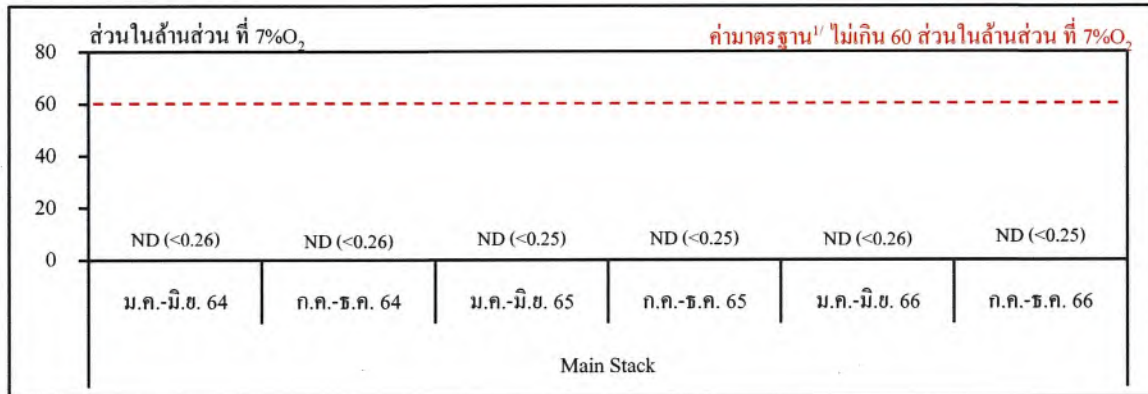 ส่วนในล้านส่วน ที่ 7%O₂ ค่ามาตรฐาน¹/ ไม่เกิน 60 ส่วนในล้านส่วน ที่ 7%O₂
80
60
40
20
ND (<0.26) ND (<0.26) ND (<0.25) ND (<0.25) ND (<0.26) ND (<0.25)
0
ม.ค.-มิ.ย. 64 ก.ค.-ธ.ค. 64 ม.ค.-มิ.ย. 65 ก.ค.-ธ.ค. 65 ม.ค.-มิ.ย. 66 ก.ค.-ธ.ค. 66
Main Stack